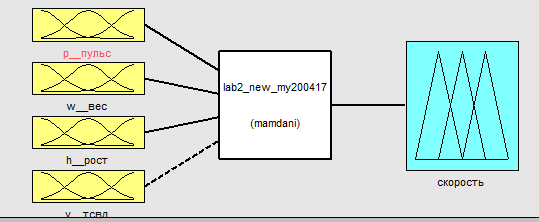 p__пульс
w__вес
h__рост
lab2_new_my200417
(mamdani)
скорость